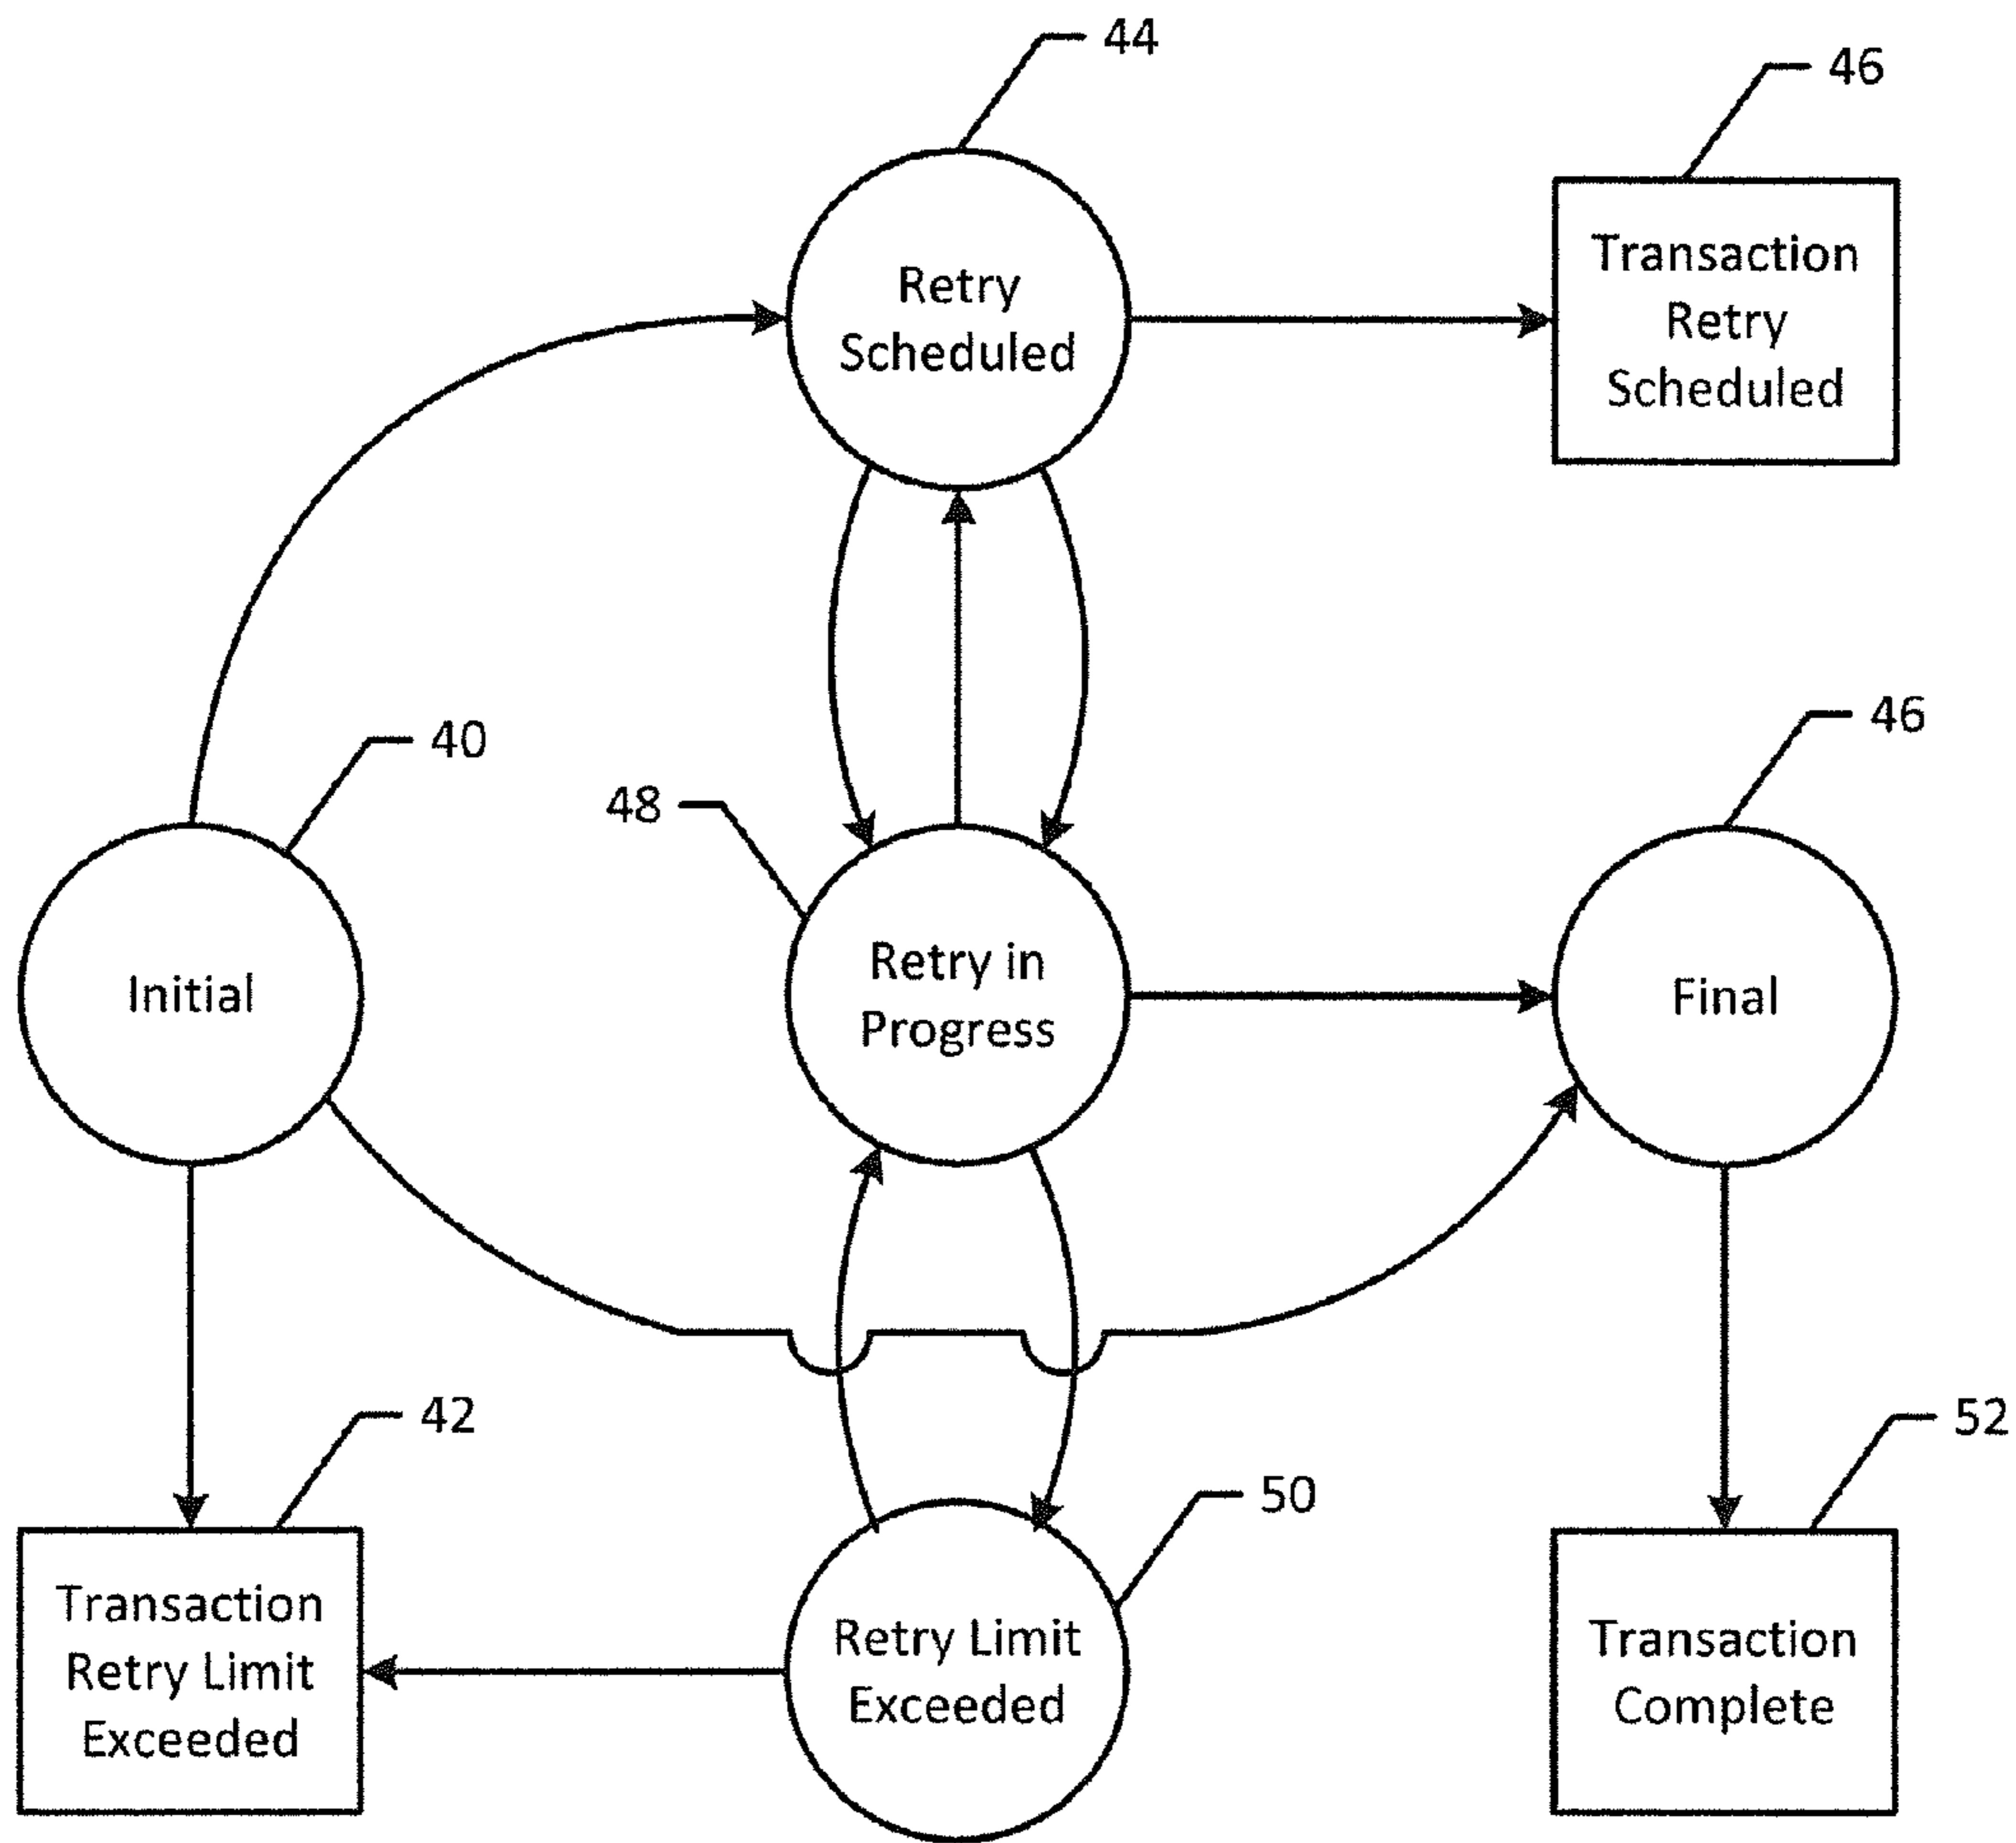 44
46
Retry
Scheduled
Transaction
Retry
Scheduled
40
48
46
Initial
Retry in
Progress
Final
42
50
52
Transaction
Retry Limit
Exceeded
Retry Limit
Exceeded
Transaction
Complete